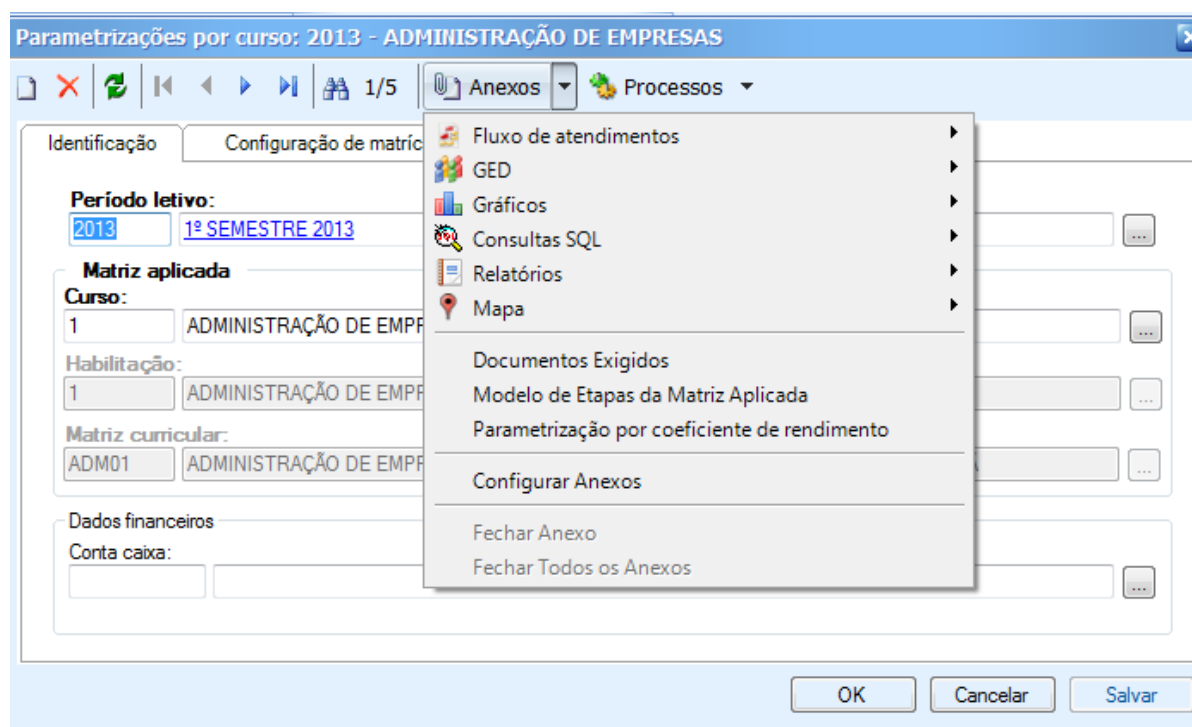 Parametrizações por curso: 2013 - ADMINISTRAÇÃO DE EMPRESAS
1/5 Anexos Processos
Identificação Configuração de matríc
Fluxo de atendimentos
GED
Gráficos
Consultas SQL
Relatórios
Mapa
Documentos Exigidos
Modelo de Etapas da Matriz Aplicada
Parametrização por coeficiente de rendimento
Configurar Anexos
Fechar Anexo
Fechar Todos os Anexos
Período letivo:
2013 1º SEMESTRE 2013 ...
Matriz aplicada
Curso:
1 ADMINISTRAÇÃO DE EMPR ...
Habilitação:
1 ADMINISTRAÇÃO DE EMPR ...
Matriz curricular:
ADM01 ADMINISTRAÇÃO DE EMPR ...
Dados financeiros
Conta caixa:
...
OK Cancelar Salvar